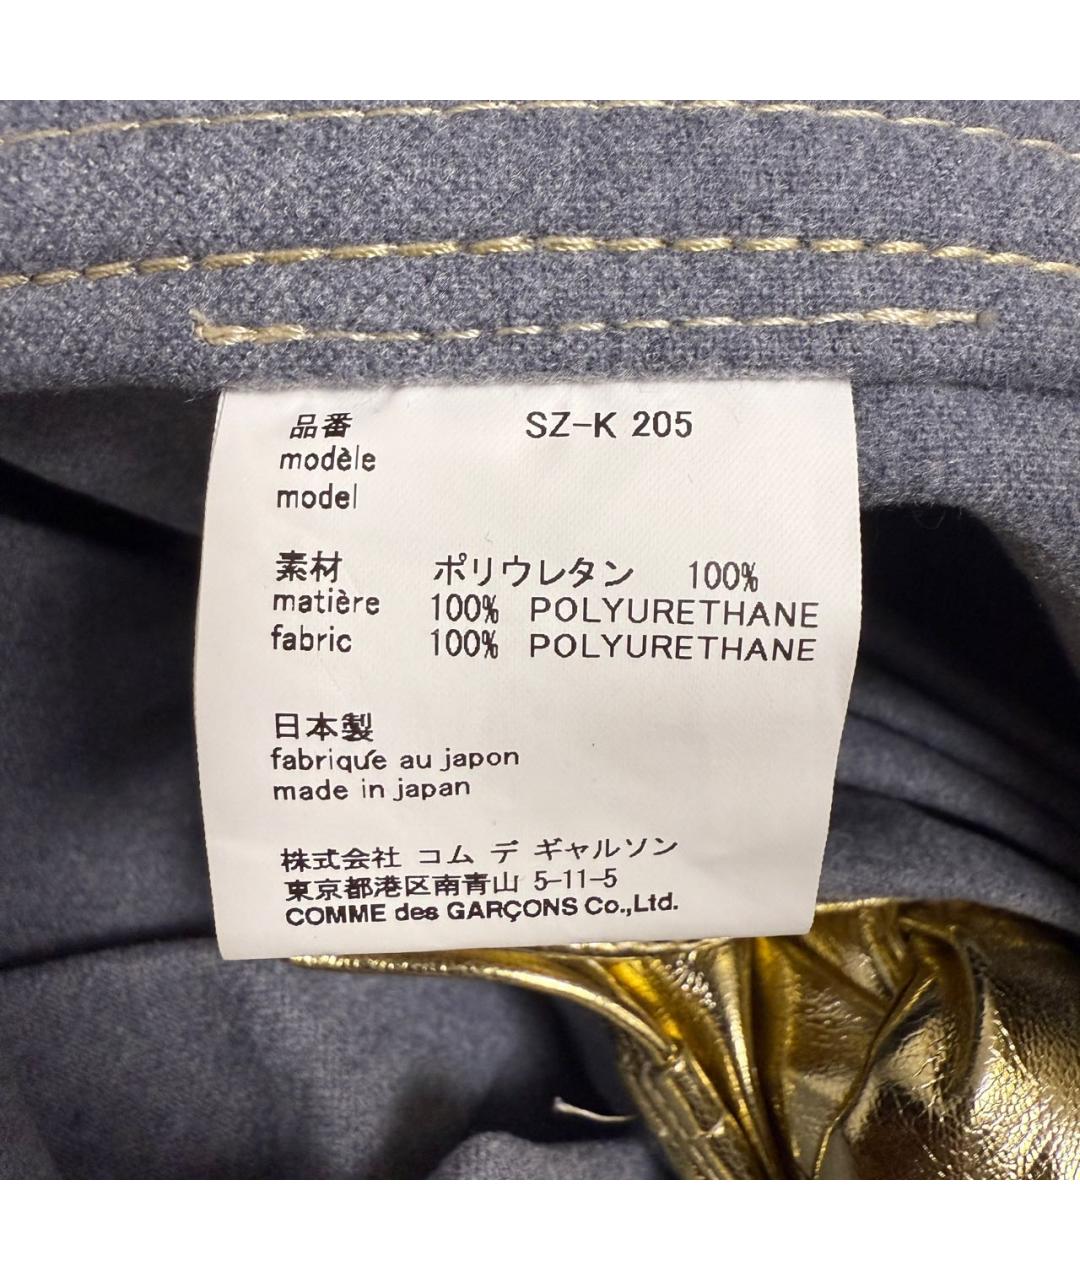 品番 SZ-K 205
modèle
model
素材 ポリウレタン 100%
matière 100% POLYURETHANE
fabric 100% POLYURETHANE
日本製
fabriqúe au japon
made in japan
株式会社 コム デ ギャルソン
東京都港区南青山 5-11-5
COMME des GARÇONS Co.,Ltd.